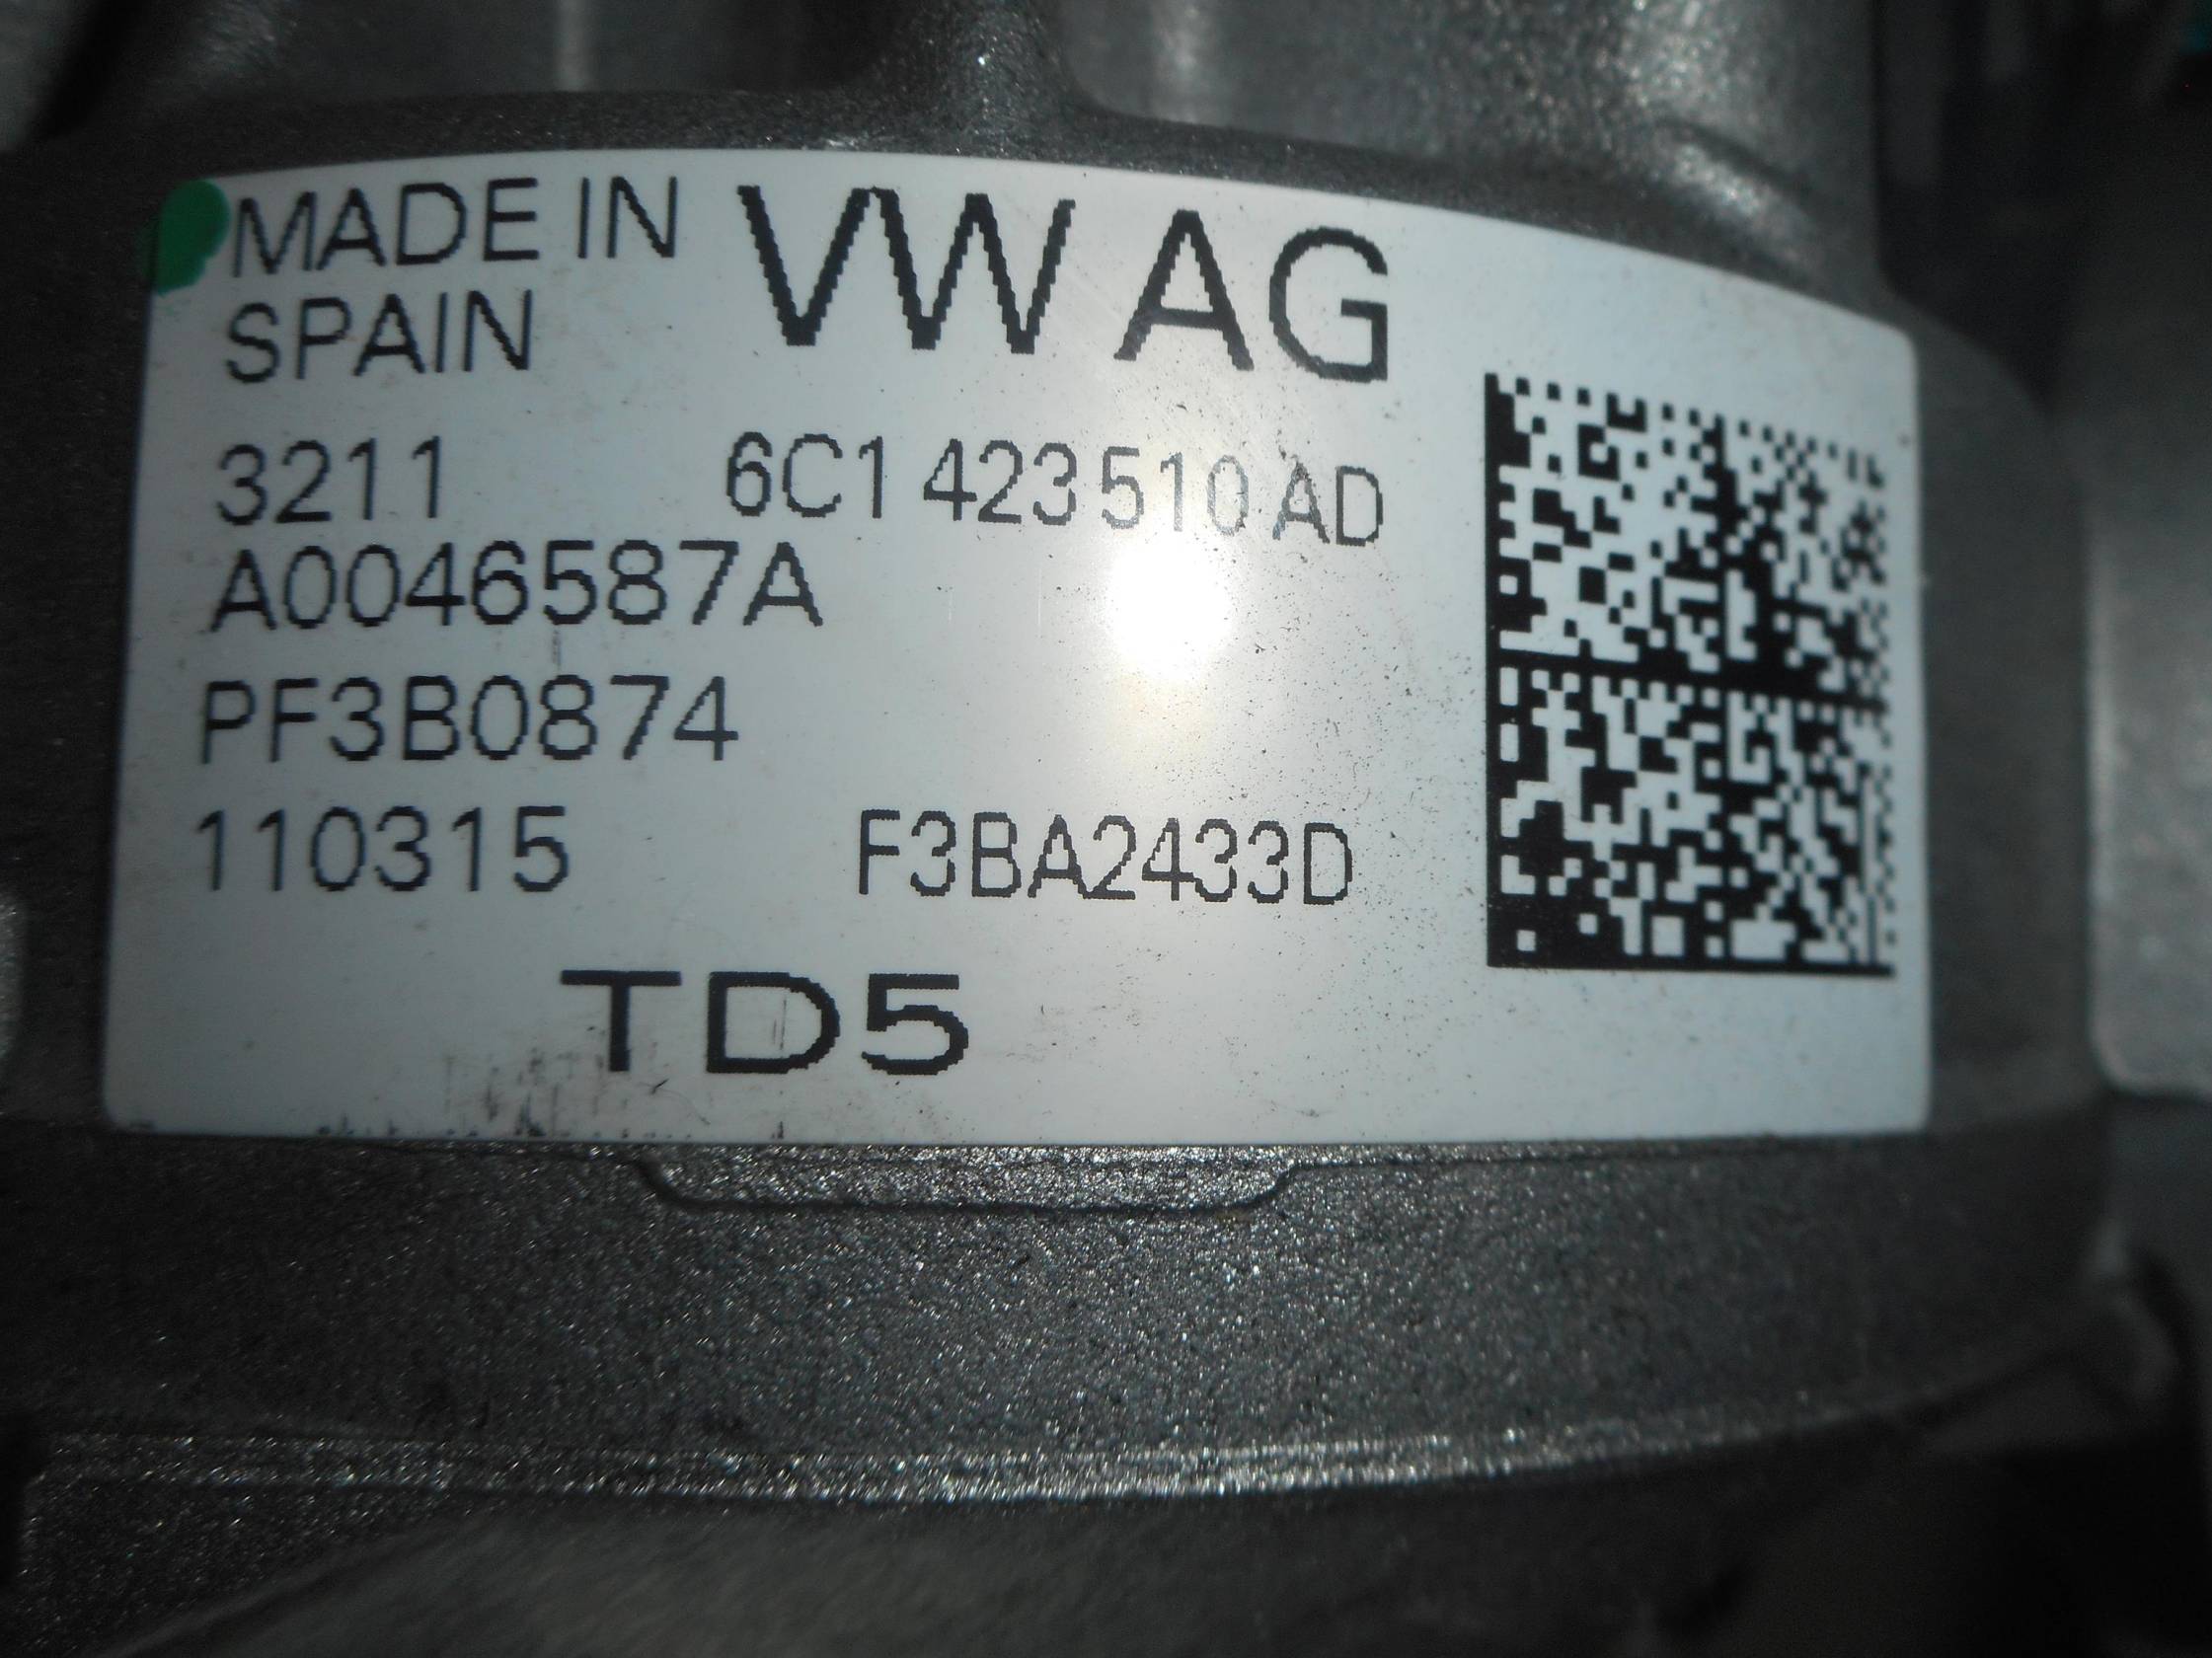 MADE IN SPAIN
VW AG
3211 6C1 423 510 AD
A0046587A
PF3B0874
110315 F3BA2433D
TD5